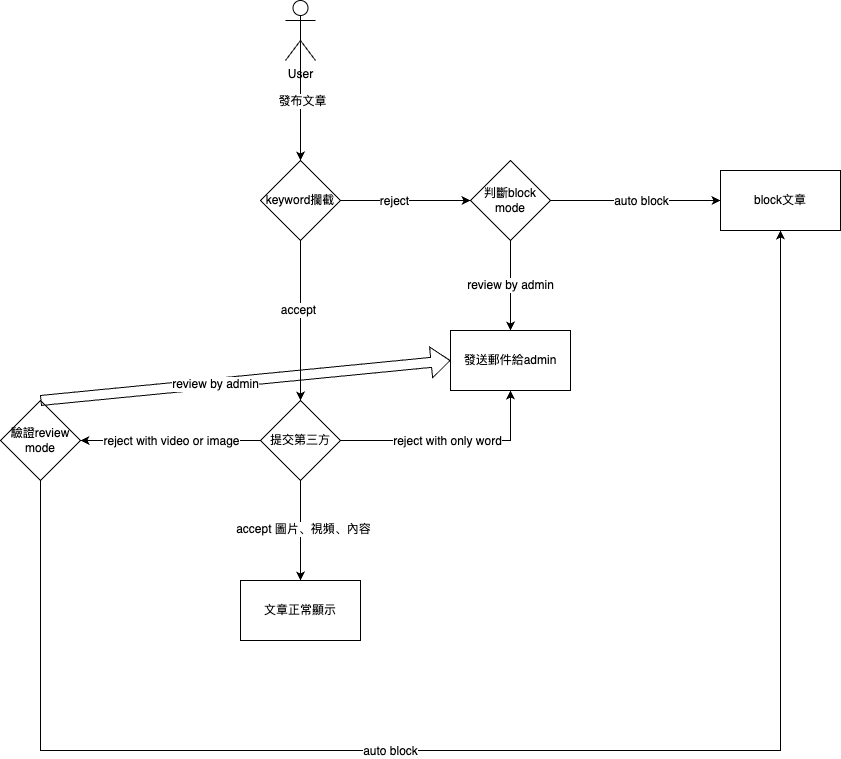 User
發布文章
keyword攔截
reject
判斷block
mode
auto block
block文章
review by admin
accept
發送郵件給admin
review by admin
驗證review
mode
reject with video or image
提交第三方
reject with only word
accept 圖片、視頻、內容
文章正常顯示
auto block